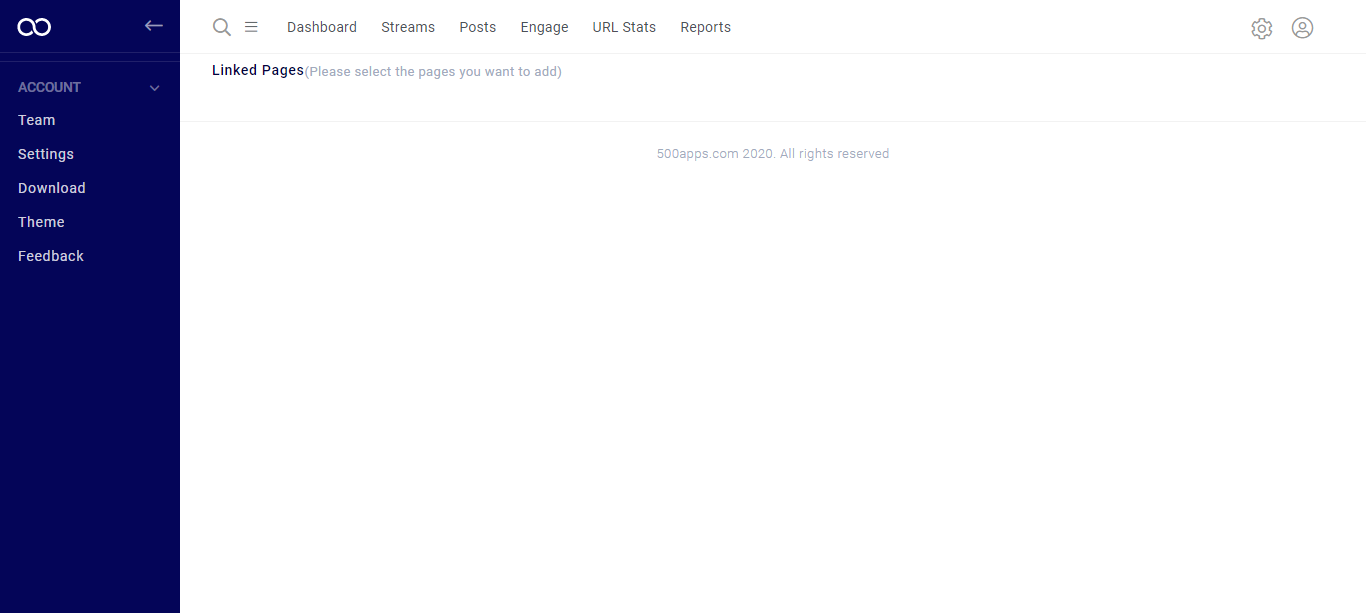 Dashboard Streams Posts Engage URL Stats Reports
ACCOUNT
Team
Settings
Download
Theme
Feedback
Linked Pages(Please select the pages you want to add)
500apps.com 2020. All rights reserved